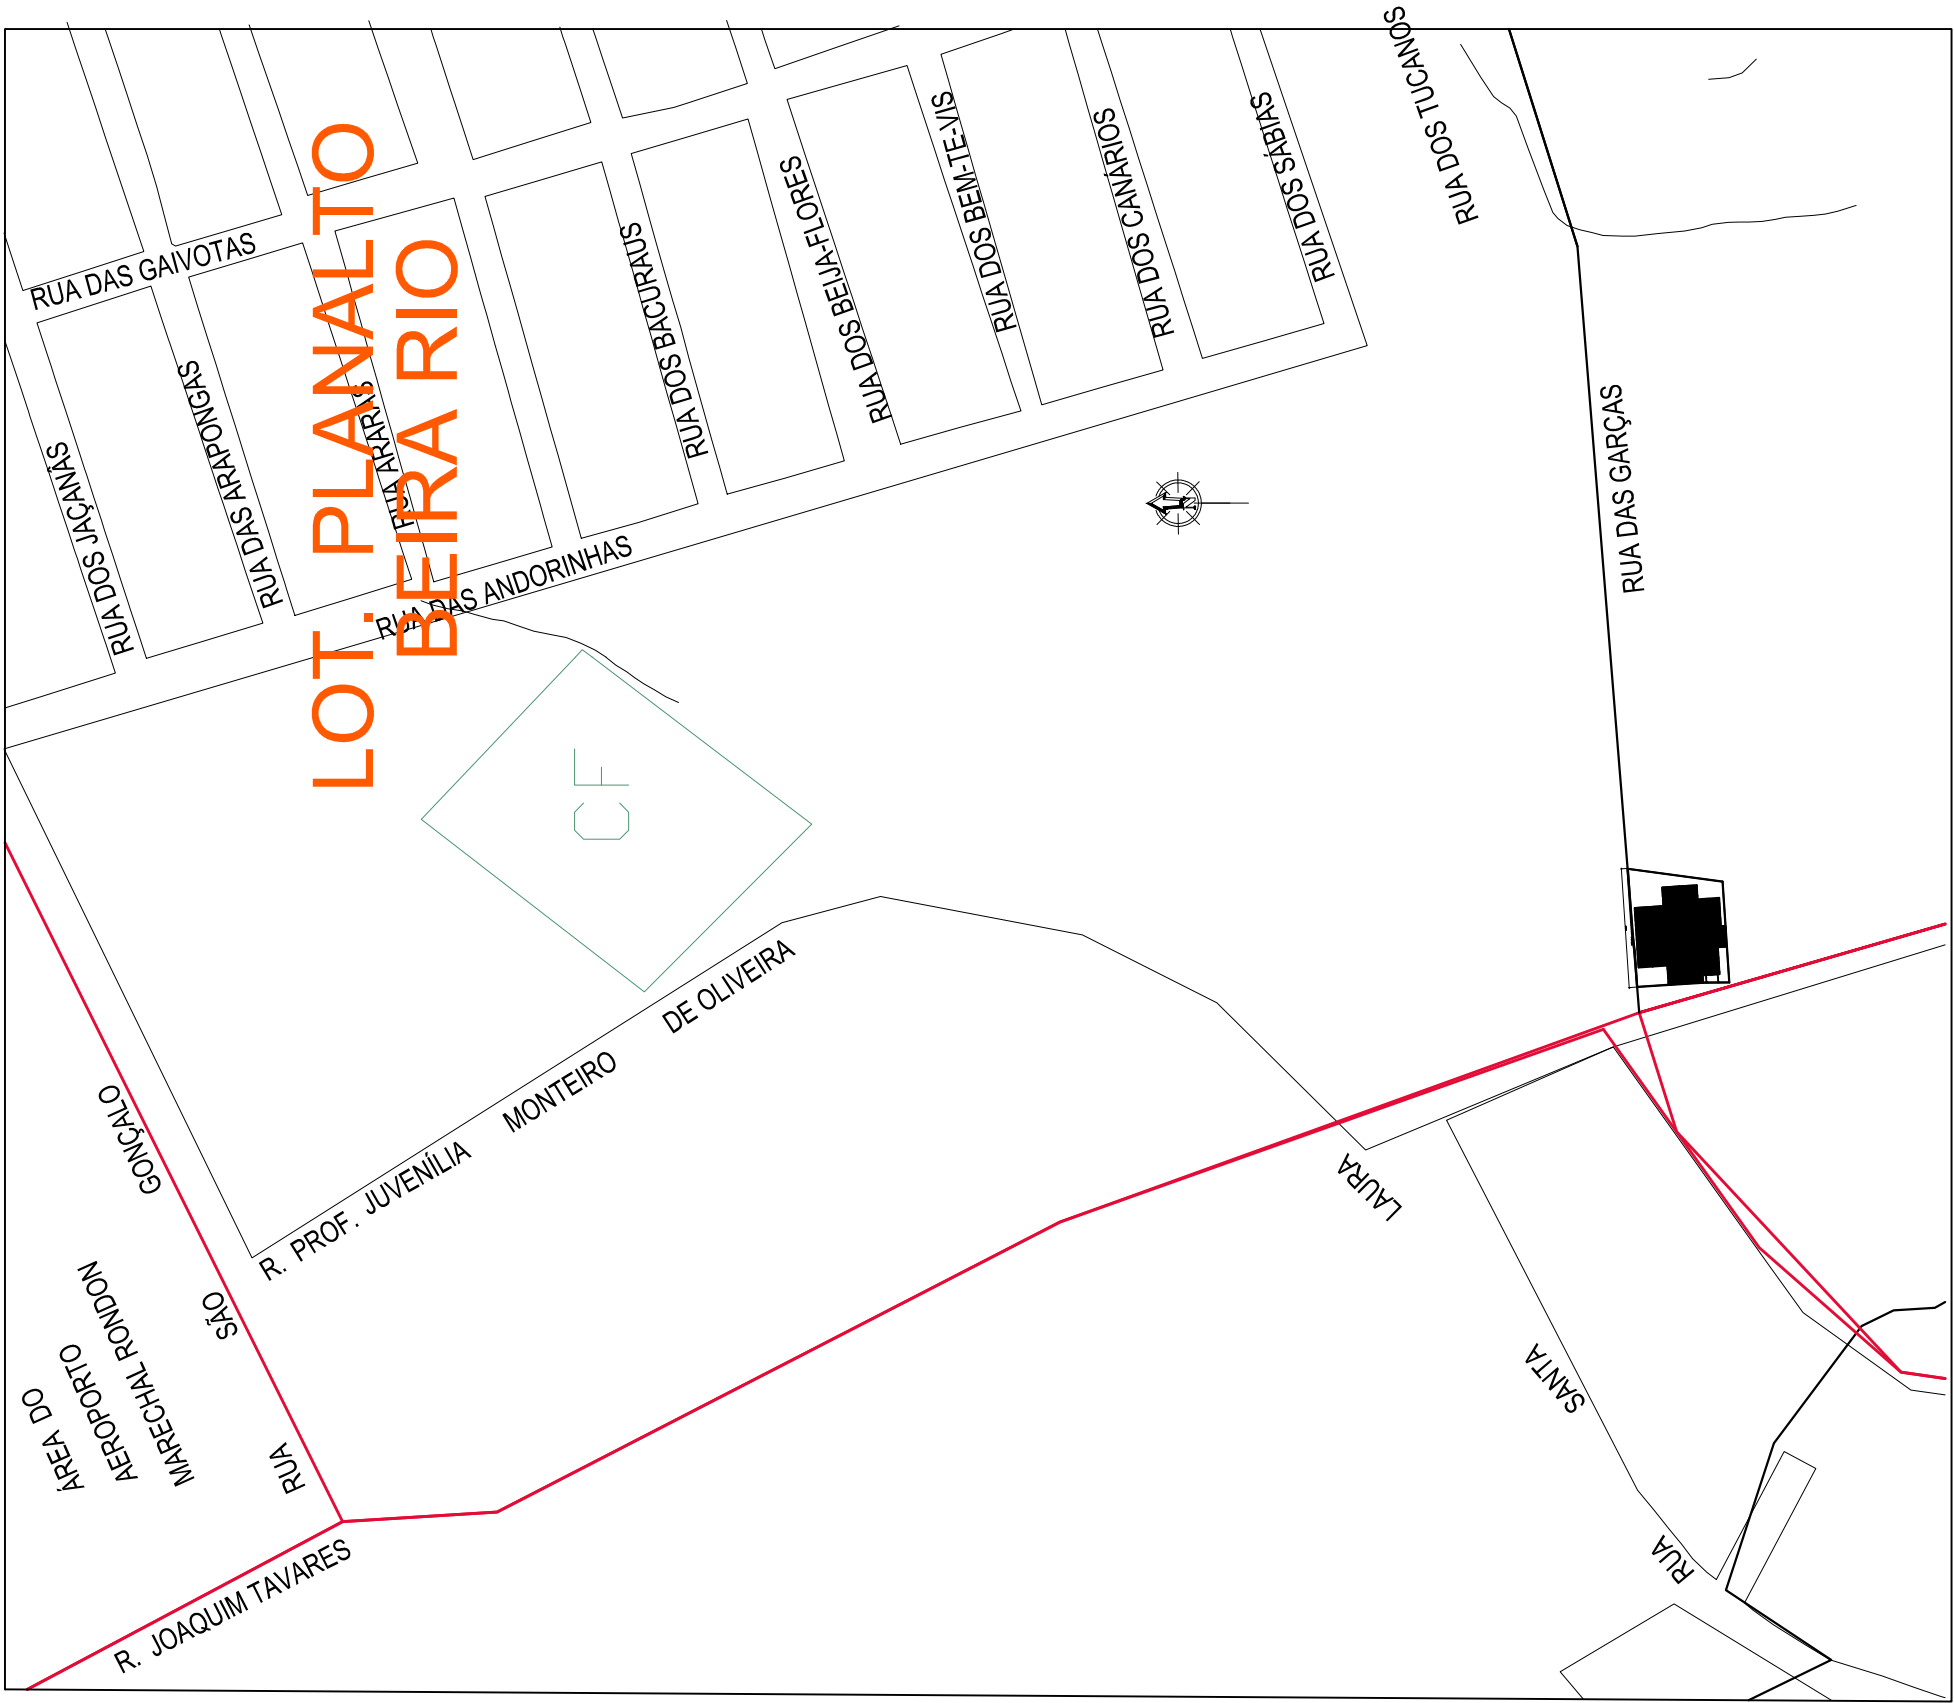 RUA DOS TUCANOS
RUA DAS GAIVOTAS
LOT. PLANALTO
BEIRA RIO
RUA DOS JAÇANÃS
RUA DAS ARAPONGAS
RUA ARARAS
RUA DOS BACURAUS
RUA DOS BEIJA-FLORES
RUA DOS BEM-TE-VIS
RUA DOS CANÁRIOS
RUA DOS SÁBIÁS
RUA DAS GARÇAS
RUA DAS ANDORINHAS
CF
R. PROF. JUVENÍLIA MONTEIRO DE OLIVEIRA
RUA SÃO GONÇALO
ÁREA DO
AEROPORTO
MARECHAL RONDON
RUA SANTA LAURA
R. JOAQUIM TAVARES